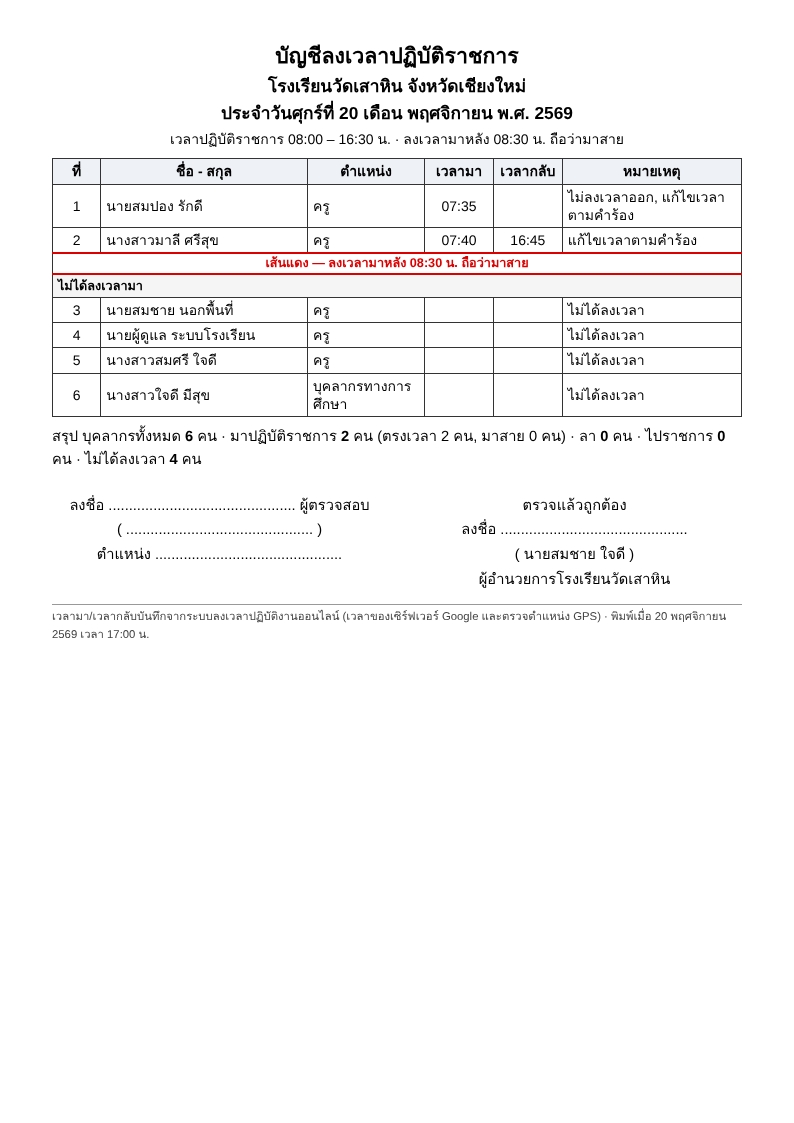 บัญชีลงเวลาปฏิบัติราชการ
โรงเรียนวัดเสาหิน จังหวัดเชียงใหม่
ประจำวันศุกร์ที่ 20 เดือน พฤศจิกายน พ.ศ. 2569
เวลาปฏิบัติราชการ 08:00 – 16:30 น. · ลงเวลามาหลัง 08:30 น. ถือว่ามาสาย
ที่ ชื่อ - สกุล ตำแหน่ง เวลามา เวลากลับ หมายเหตุ
1 นายสมปอง รักดี ครู 07:35 ไม่ลงเวลาออก, แก้ไขเวลา
ตามคำร้อง
2 นางสาวมาลี ศรีสุข ครู 07:40 16:45 แก้ไขเวลาตามคำร้อง
เส้นแดง — ลงเวลามาหลัง 08:30 น. ถือว่ามาสาย
ไม่ได้ลงเวลามา
3 นายสมชาย นอกพื้นที่ ครู ไม่ได้ลงเวลา
4 นายผู้ดูแล ระบบโรงเรียน ครู ไม่ได้ลงเวลา
5 นางสาวสมศรี ใจดี ครู ไม่ได้ลงเวลา
6 นางสาวใจดี มีสุข บุคลากรทางการ
ศึกษา ไม่ได้ลงเวลา
สรุป บุคลากรทั้งหมด 6 คน · มาปฏิบัติราชการ 2 คน (ตรงเวลา 2 คน, มาสาย 0 คน) · ลา 0 คน · ไปราชการ 0
คน · ไม่ได้ลงเวลา 4 คน
ลงชื่อ .............................................. ผู้ตรวจสอบ
( .............................................. )
ตำแหน่ง ..............................................
ตรวจแล้วถูกต้อง
ลงชื่อ ..............................................
( นายสมชาย ใจดี )
ผู้อำนวยการโรงเรียนวัดเสาหิน
เวลามา/เวลากลับบันทึกจากระบบลงเวลาปฏิบัติงานออนไลน์ (เวลาของเซิร์ฟเวอร์ Google และตรวจตำแหน่ง GPS) · พิมพ์เมื่อ 20 พฤศจิกายน
2569 เวลา 17:00 น.